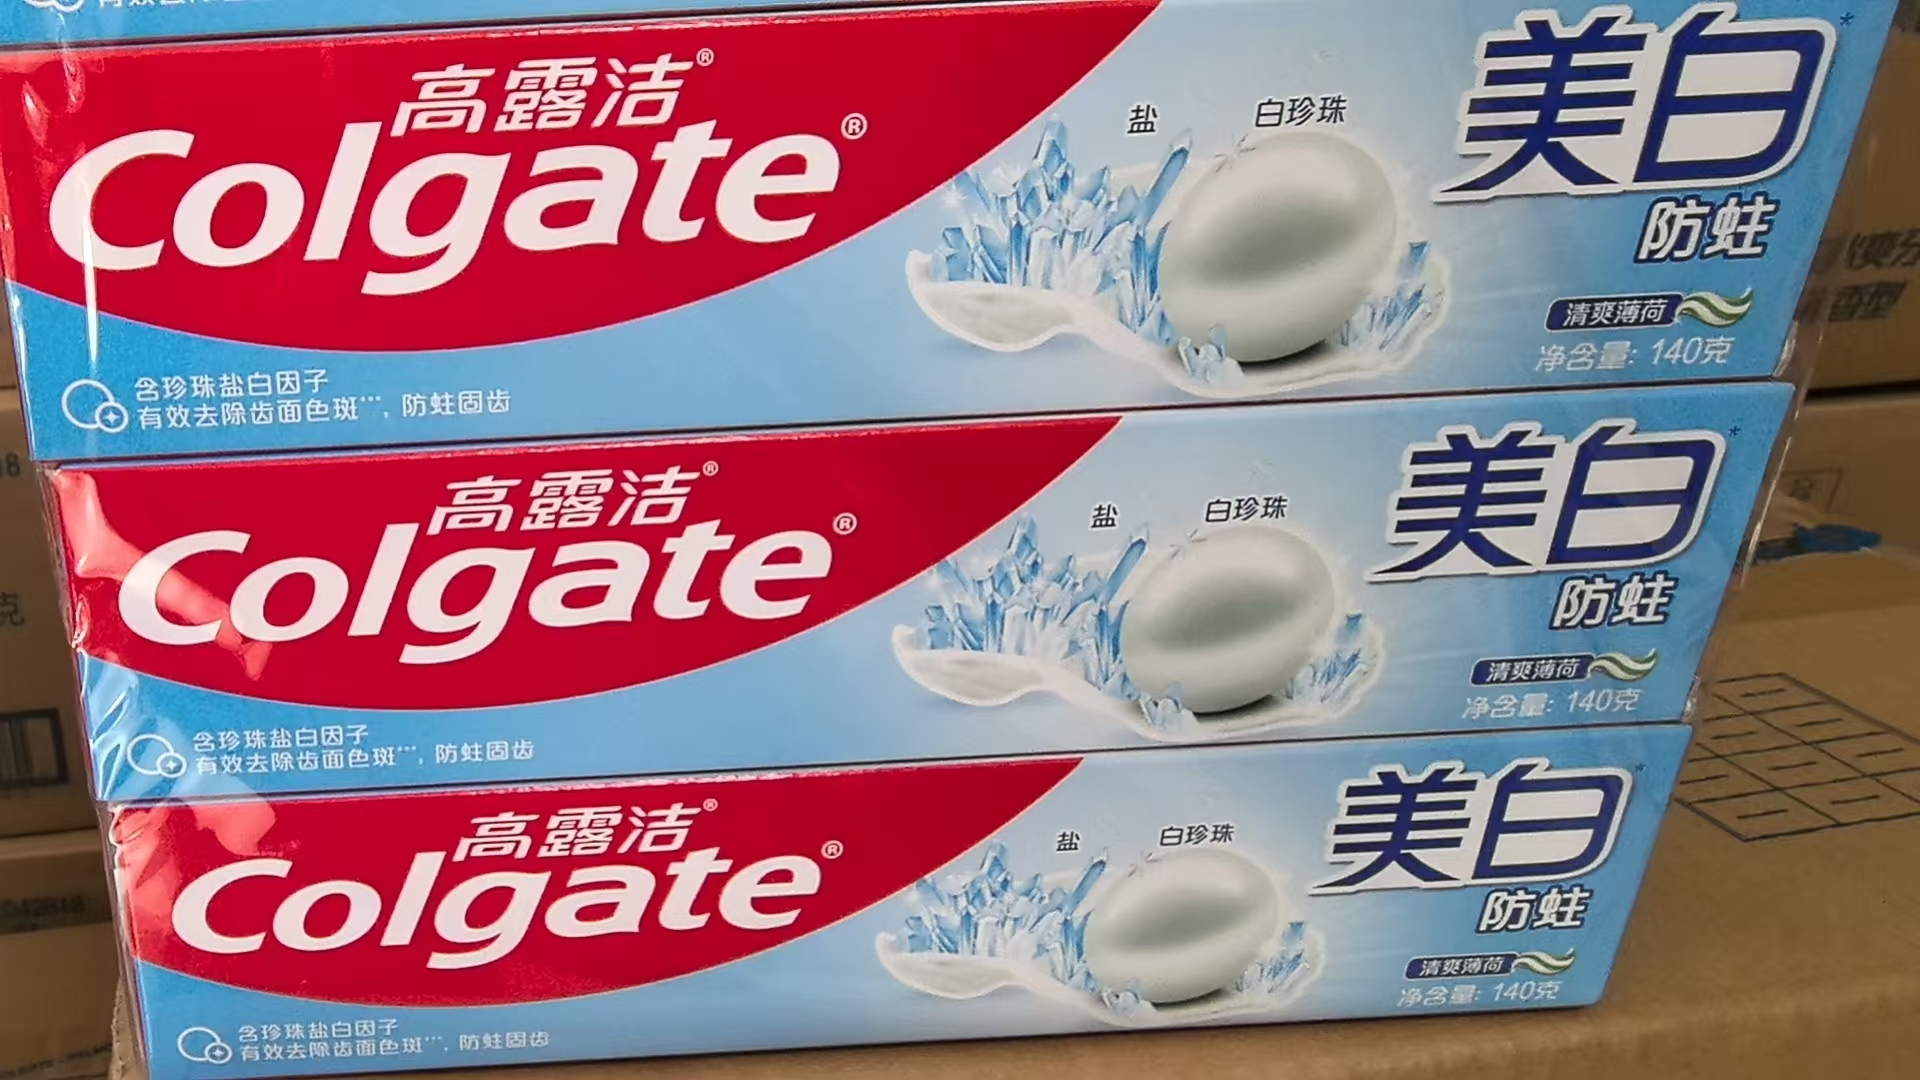 高露洁®
Colgate®
盐
白珍珠
美白*
防蛀
清爽薄荷
净含量: 140克
含珍珠盐白因子
有效去除齿面色斑***, 防蛀固齿
高露洁®
Colgate®
盐
白珍珠
美白*
防蛀
清爽薄荷
净含量: 140克
含珍珠盐白因子
有效去除齿面色斑***, 防蛀固齿
高露洁®
Colgate®
盐
白珍珠
美白*
防蛀
清爽薄荷
净含量: 140克
含珍珠盐白因子
有效去除齿面色斑***, 防蛀固齿
香型
克